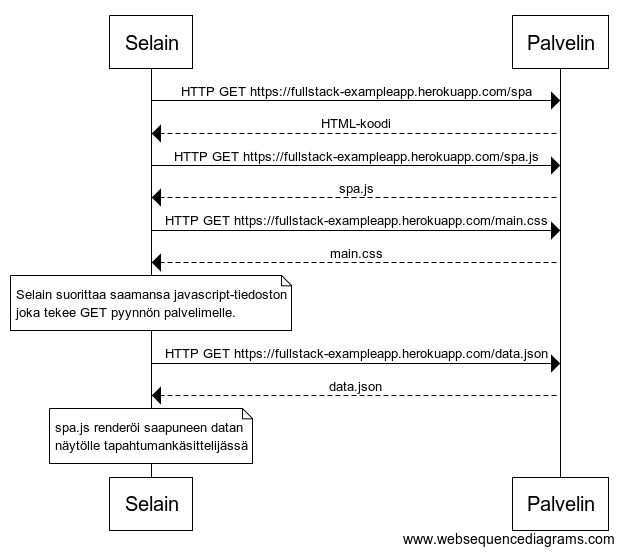 Selain
Palvelin
HTTP GET https://fullstack-exampleapp.herokuapp.com/spa
HTML-koodi
HTTP GET https://fullstack-exampleapp.herokuapp.com/spa.js
spa.js
HTTP GET https://fullstack-exampleapp.herokuapp.com/main.css
main.css
Selain suorittaa saamansa javascript-tiedoston
joka tekee GET pyynnön palvelimelle.
HTTP GET https://fullstack-exampleapp.herokuapp.com/data.json
data.json
spa.js renderöi saapuneen datan
näytölle tapahtumankäsittelijässä
Selain
Palvelin
www.websequencediagrams.com